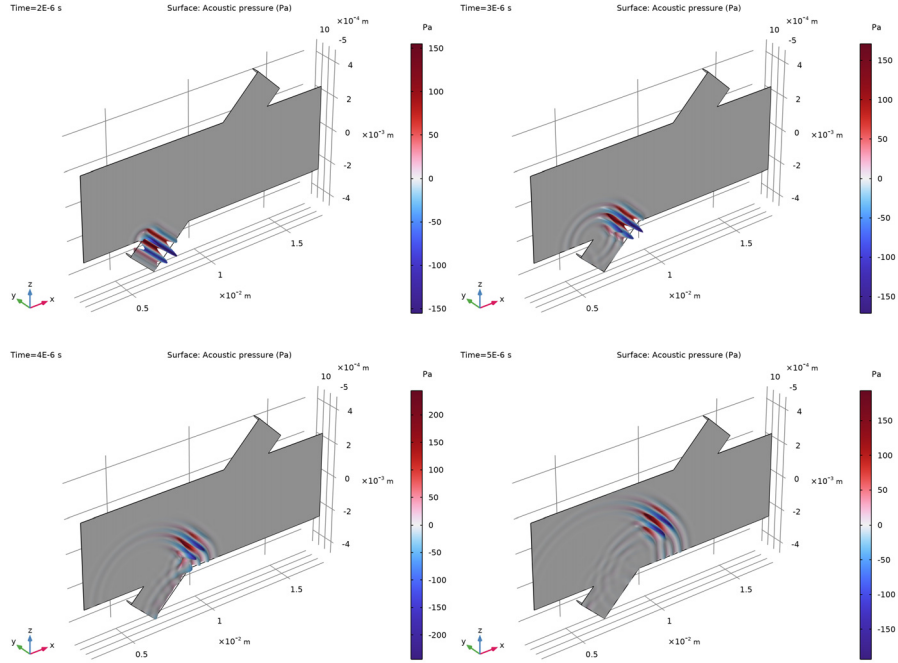 Time=2E-6 s Surface: Acoustic pressure (Pa)
×10⁻⁴ m
10 -5
Pa
4
2
0 ×10⁻³ m
-2
-4
1.5
1
×10⁻² m
0.5
y z x
150
100
50
0
-50
-100
-150
Time=3E-6 s Surface: Acoustic pressure (Pa)
×10⁻⁴ m
10 -5
Pa
4
2
0 ×10⁻³ m
-2
-4
1.5
1
×10⁻² m
0.5
y z x
150
100
50
0
-50
-100
-150
Time=4E-6 s Surface: Acoustic pressure (Pa)
×10⁻⁴ m
10 -5
Pa
4
2
0 ×10⁻³ m
-2
-4
1.5
1
×10⁻² m
0.5
y z x
200
150
100
50
0
-50
-100
-150
-200
Time=5E-6 s Surface: Acoustic pressure (Pa)
×10⁻⁴ m
10 -5
Pa
4
2
0 ×10⁻³ m
-2
-4
1.5
1
×10⁻² m
0.5
y z x
150
100
50
0
-50
-100
-150